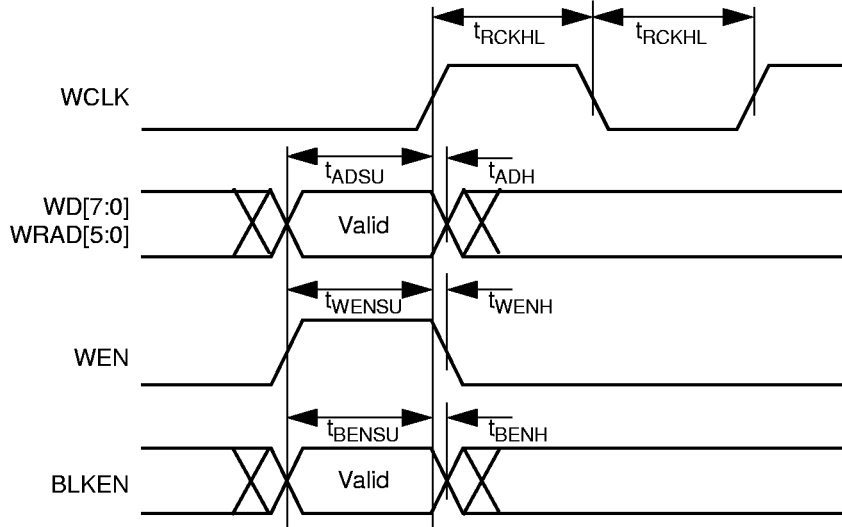 tRCKHL tRCKHL
WCLK
tADSU tADH
WD[7:0]
WRAD[5:0]
Valid
tWENSU tWENH
WEN
tBENSU tBENH
BLKEN
Valid